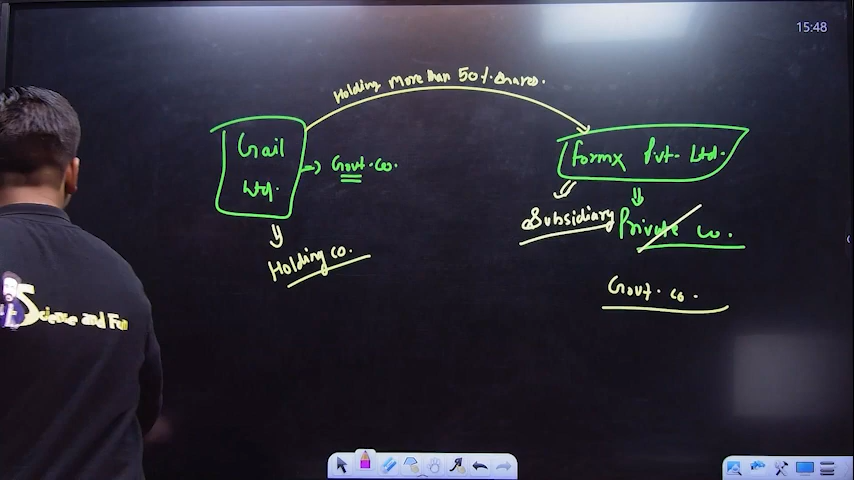 15:48
Holding More than 50%. Shares.
Gail
Ltd.
→ Govt. Co.
Formx Pvt. Ltd.
Subsidiary
Private Co.
Holding Co.
Govt. Co.
Science and Fun